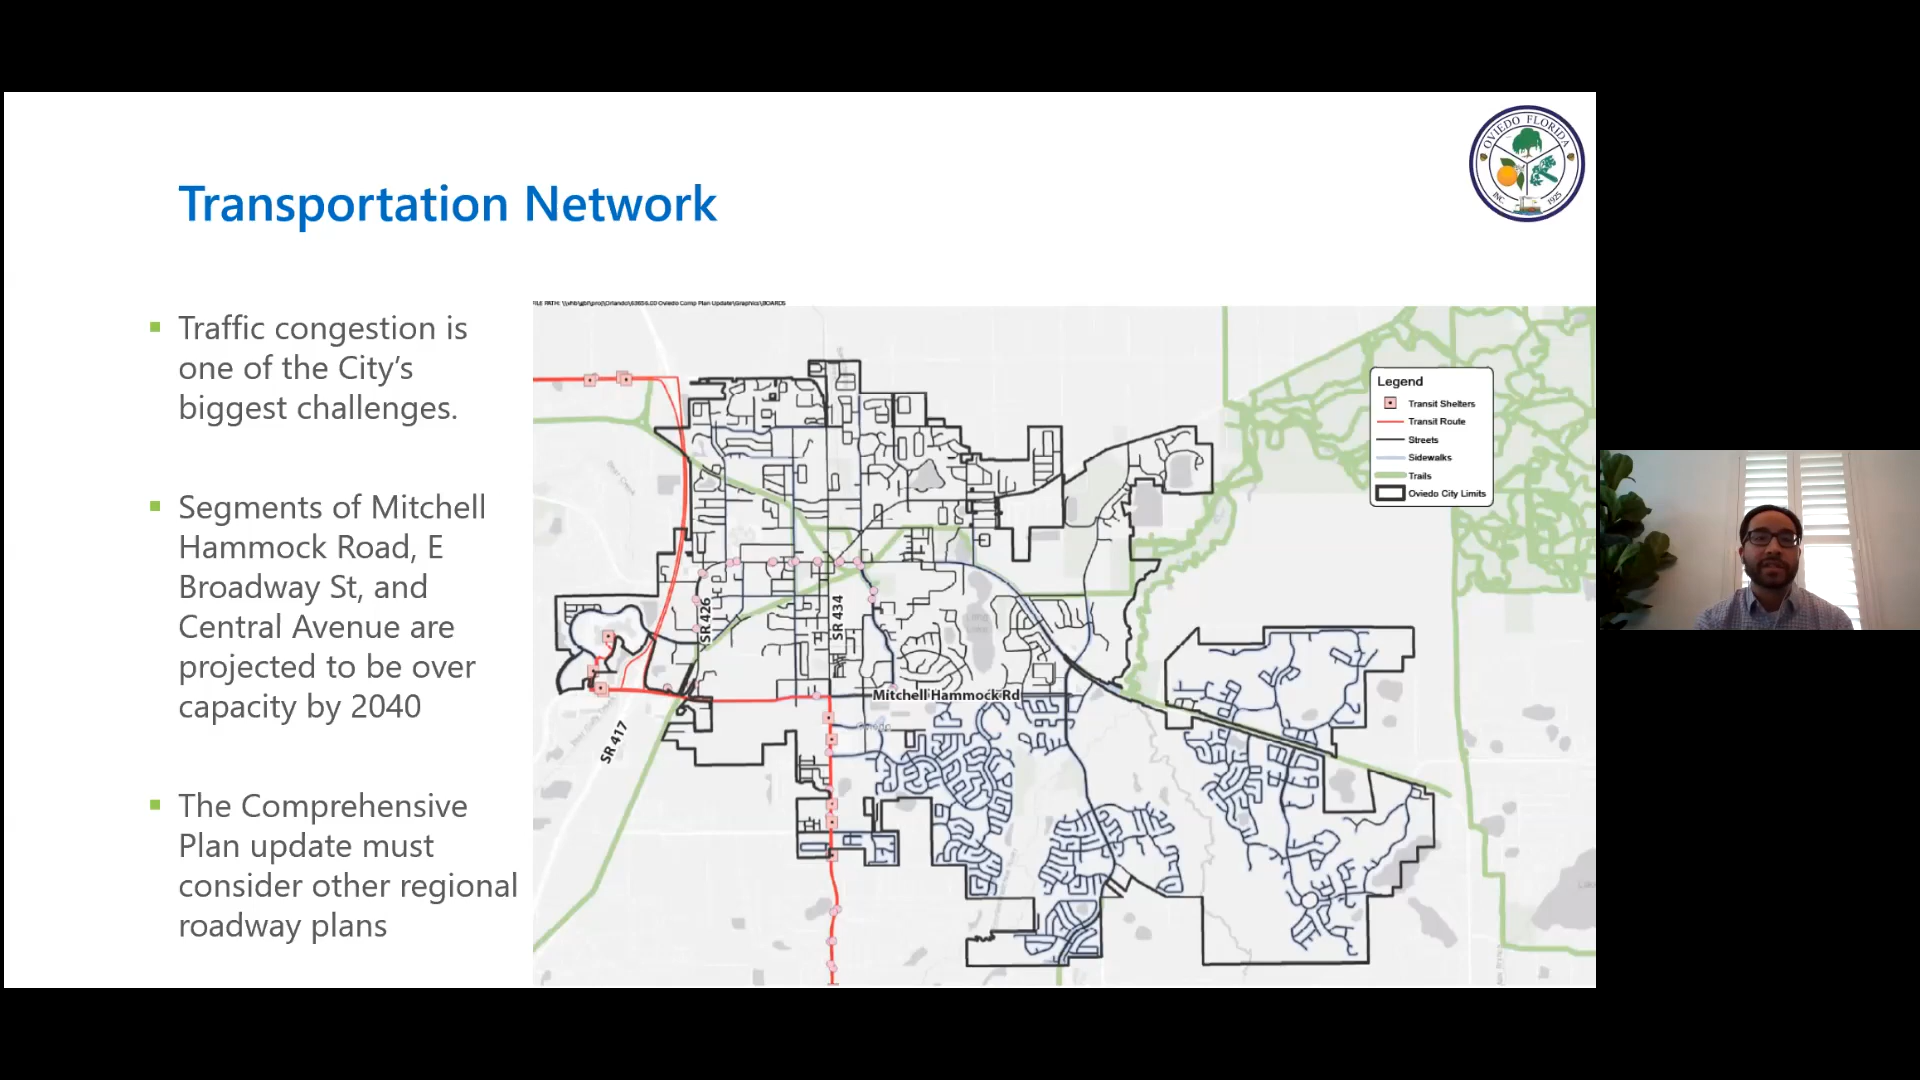 OVIEDO FLORIDA
INC. 1925
Transportation Network
Traffic congestion is
one of the City's
biggest challenges.
Segments of Mitchell
Hammock Road, E
Broadway St, and
Central Avenue are
projected to be over
capacity by 2040
The Comprehensive
Plan update must
consider other regional
roadway plans
Legend
Transit Shelters
Transit Route
Streets
Sidewalks
Trails
Oviedo City Limits
SR 426
SR 434
Mitchell Hammock Rd
SR 417
Oviedo